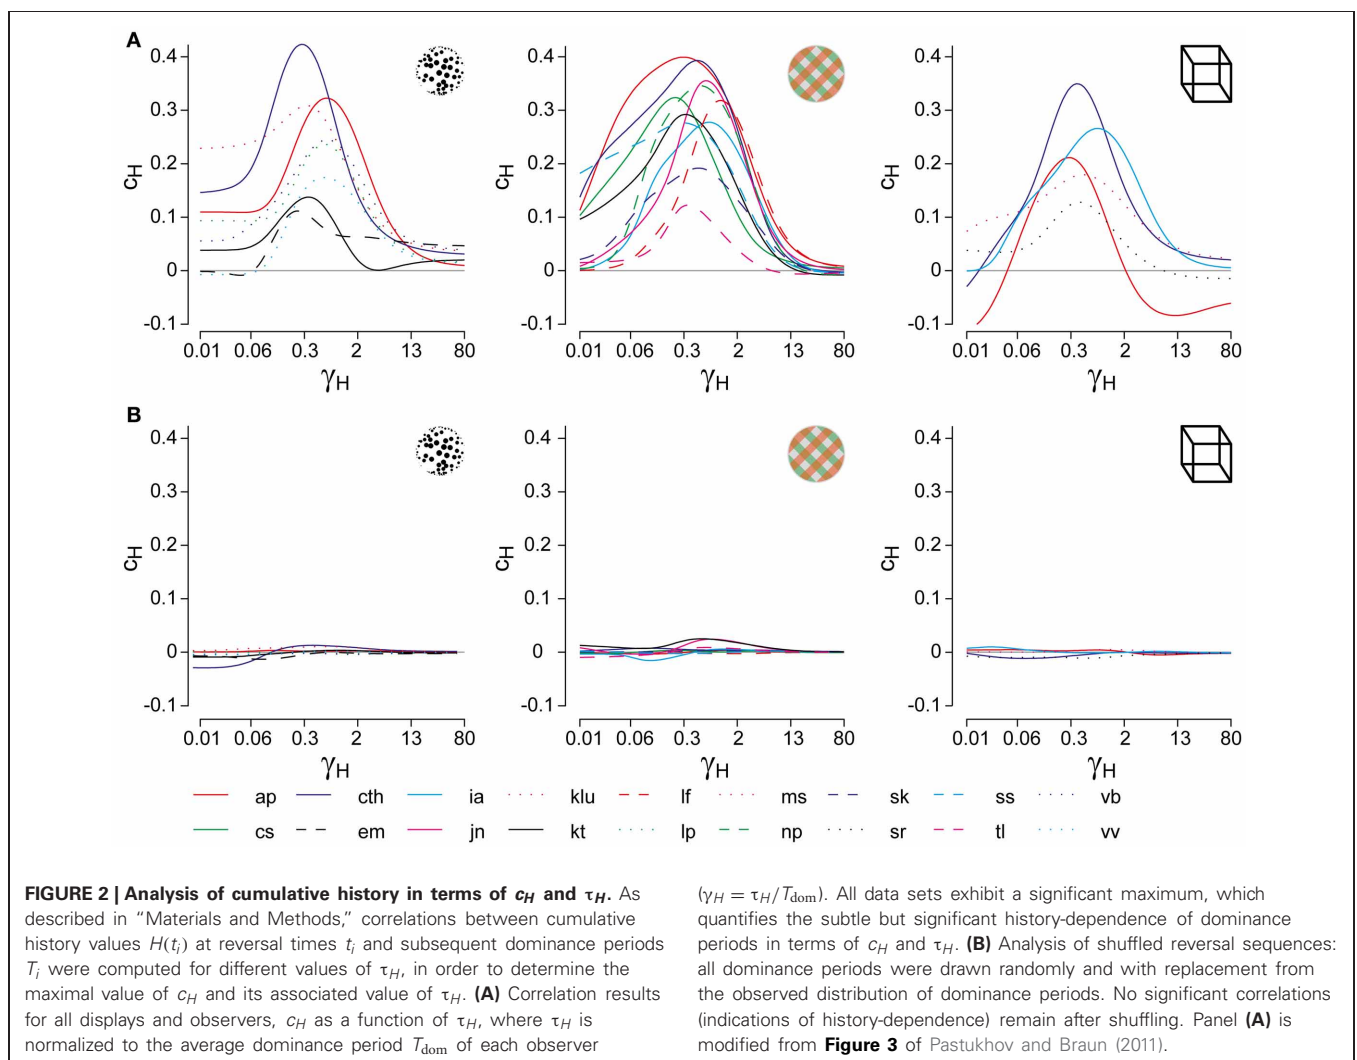 A
0.4
0.3
0.2
0.1
0
-0.1
cH
0.01 0.06 0.3 2 13 80
γH
0.4
0.3
0.2
0.1
0
-0.1
cH
0.01 0.06 0.3 2 13 80
γH
0.4
0.3
0.2
0.1
0
-0.1
cH
0.01 0.06 0.3 2 13 80
γH
B
0.4
0.3
0.2
0.1
0
-0.1
cH
0.01 0.06 0.3 2 13 80
γH
0.4
0.3
0.2
0.1
0
-0.1
cH
0.01 0.06 0.3 2 13 80
γH
0.4
0.3
0.2
0.1
0
-0.1
cH
0.01 0.06 0.3 2 13 80
γH
ap cth ia klu lf ms sk ss vb
cs em jn kt lp np sr tl vv
FIGURE 2 | Analysis of cumulative history in terms of cH and τH. As
described in “Materials and Methods,” correlations between cumulative
history values H(ti) at reversal times ti and subsequent dominance periods
Ti were computed for different values of τH, in order to determine the
maximal value of cH and its associated value of τH. (A) Correlation results
for all displays and observers, cH as a function of τH, where τH is
normalized to the average dominance period Tdom of each observer
(γH = τH/Tdom). All data sets exhibit a significant maximum, which
quantifies the subtle but significant history-dependence of dominance
periods in terms of cH and τH. (B) Analysis of shuffled reversal sequences:
all dominance periods were drawn randomly and with replacement from
the observed distribution of dominance periods. No significant correlations
(indications of history-dependence) remain after shuffling. Panel (A) is
modified from Figure 3 of Pastukhov and Braun (2011).